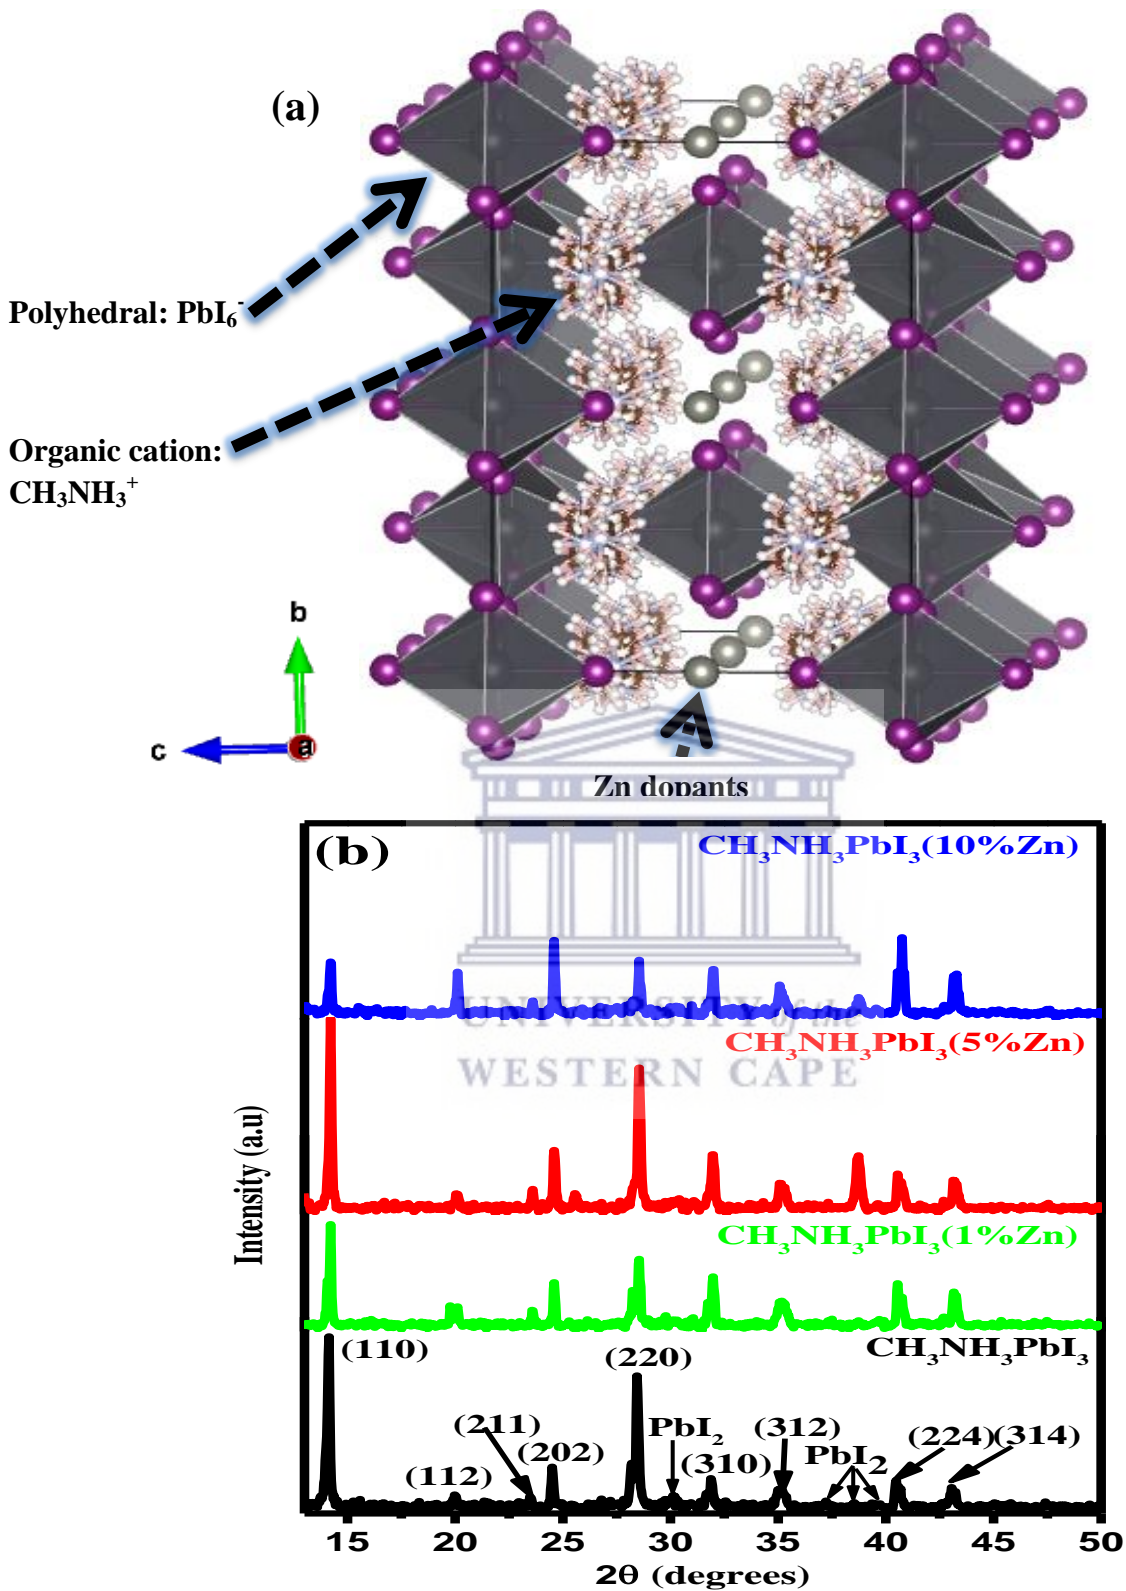 (a)
Polyhedral: PbI₆⁻
Organic cation:
CH₃NH₃⁺
b
c
a
Zn dopants
(b)
CH₃NH₃PbI₃(10%Zn)
UNIVERSITY of the
CH₃NH₃PbI₃(5%Zn)
WESTERN CAPE
Intensity (a.u)
CH₃NH₃PbI₃(1%Zn)
CH₃NH₃PbI₃
(110)
(220)
(211)
PbI₂
(312)
(224)
(314)
(202)
(310)
PbI₂
(112)
15 20 25 30 35 40 45 50
2θ (degrees)